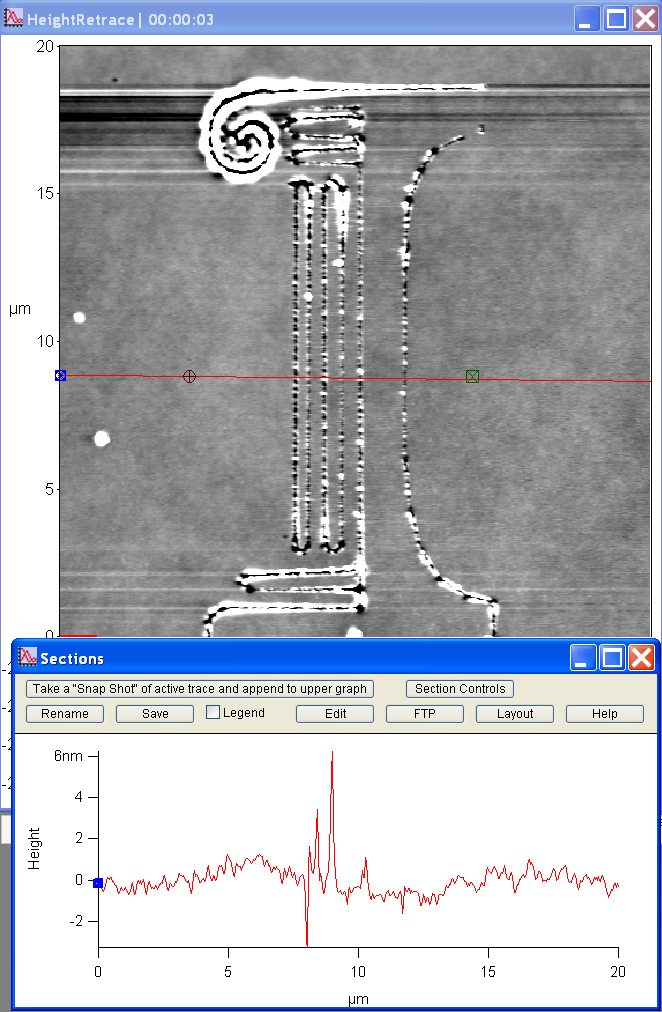 HeightRetrace | 00:00:03
20
15
µm
10
5
0
Sections
Take a "Snap Shot" of active trace and append to upper graph
Section Controls
Rename Save Legend Edit FTP Layout Help
6nm
4
2
0
-2
Height
0 5 10 15 20
µm